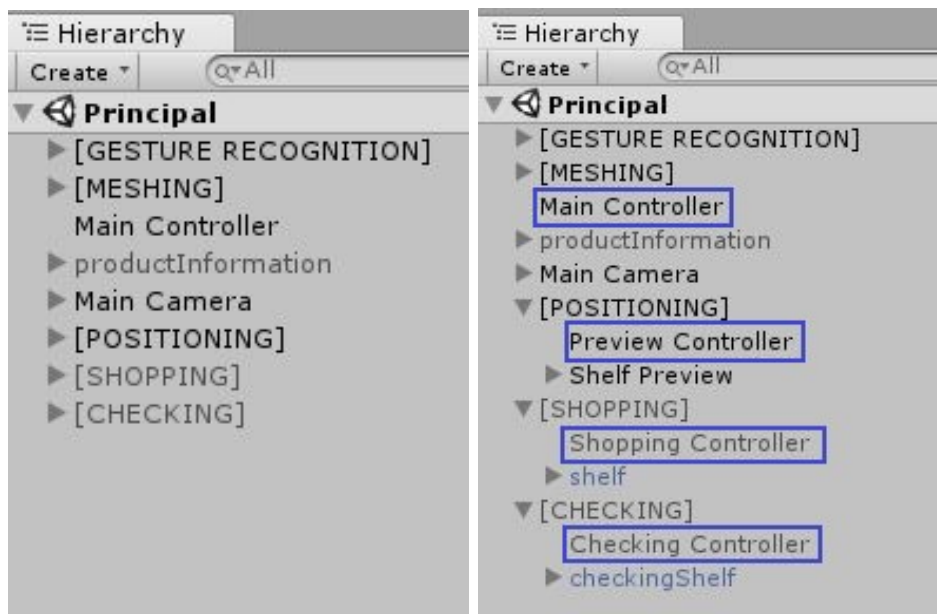 Hierarchy
Create
All
Principal
[GESTURE RECOGNITION]
[MESHING]
Main Controller
productInformation
Main Camera
[POSITIONING]
[SHOPPING]
[CHECKING]
Hierarchy
Create
All
Principal
[GESTURE RECOGNITION]
[MESHING]
Main Controller
productInformation
Main Camera
[POSITIONING]
Preview Controller
Shelf Preview
[SHOPPING]
Shopping Controller
shelf
[CHECKING]
Checking Controller
checkingShelf